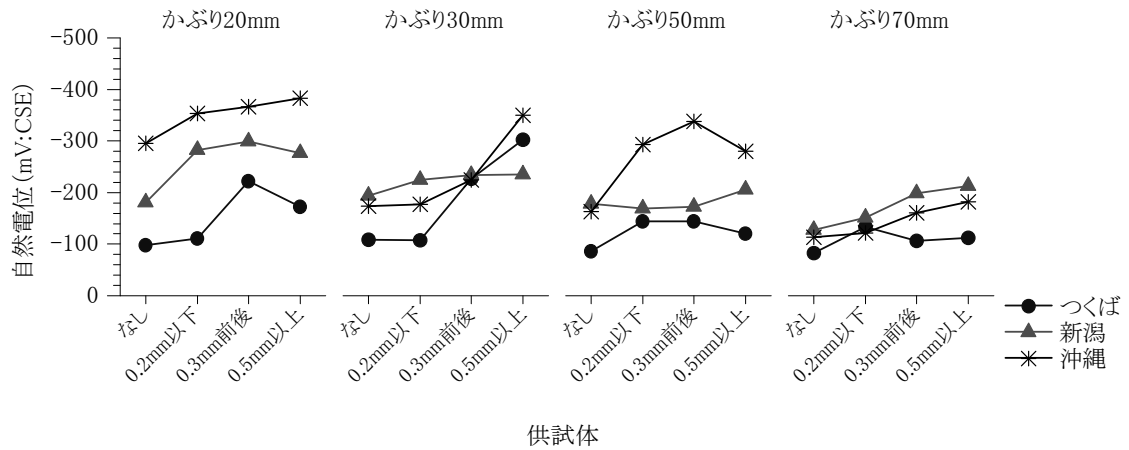 かぶり20mm かぶり30mm かぶり50mm かぶり70mm
-500
-400
-300
-200
-100
0
自然電位(mV:CSE)
なし 0.2mm以下 0.3mm前後 0.5mm以上 なし 0.2mm以下 0.3mm前後 0.5mm以上 なし 0.2mm以下 0.3mm前後 0.5mm以上 なし 0.2mm以下 0.3mm前後 0.5mm以上
つくば
新潟
沖縄
供試体